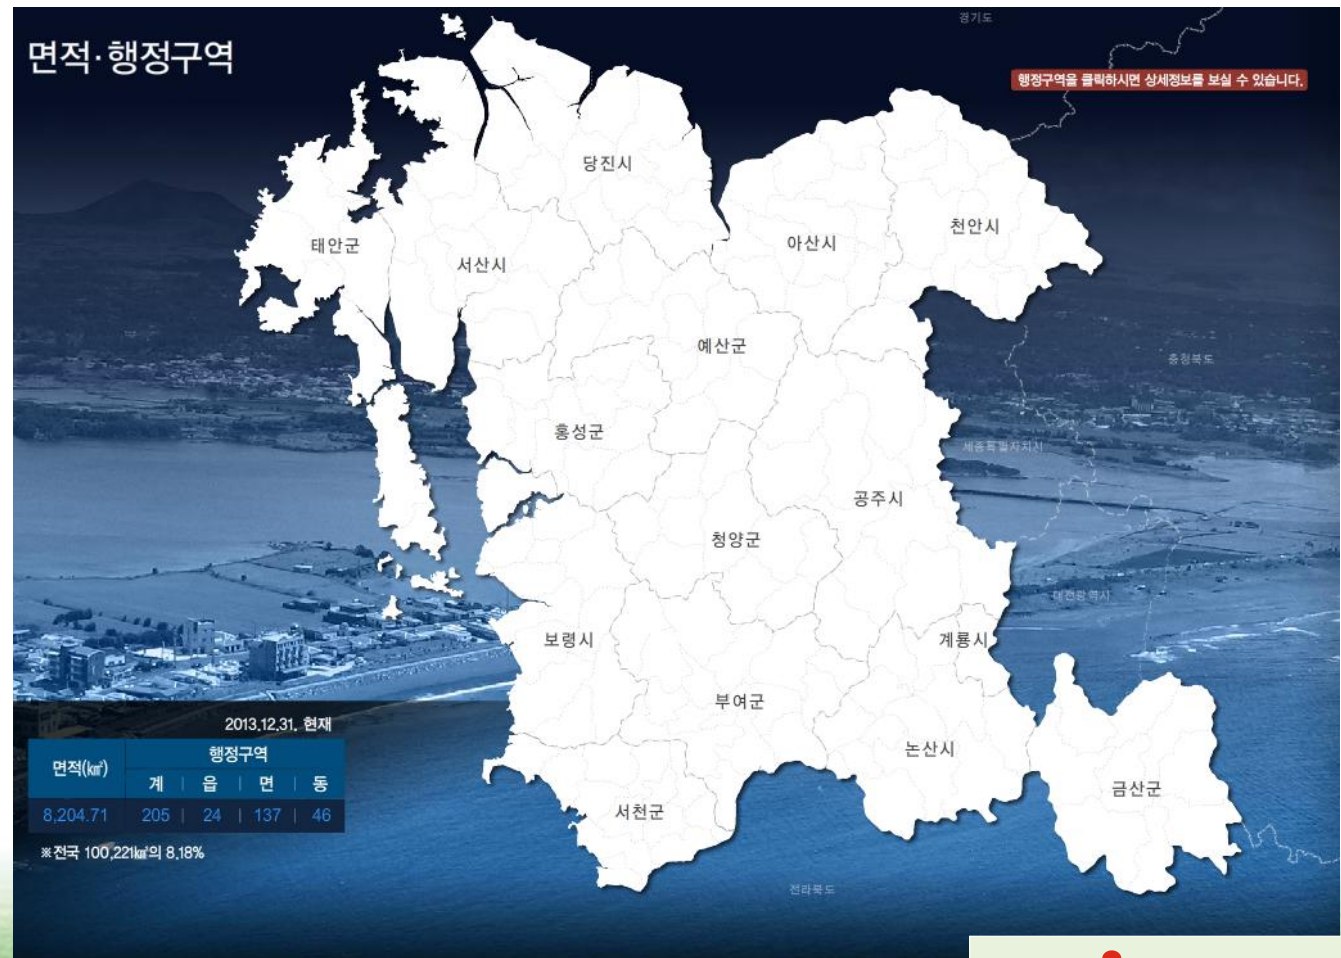 경기도
면적·행정구역
행정구역을 클릭하시면 상세정보를 보실 수 있습니다.
당진시
천안시
아산시
태안군
서산시
예산군
충청북도
홍성군
세종특별자치시
공주시
청양군
대전광역시
보령시
계룡시
부여군
논산시
금산군
서천군
전라북도
2013.12.31. 현재
면적(㎢) 행정구역
계 | 읍 | 면 | 동
8,204.71 205 | 24 | 137 | 46
※전국 100,221㎢의 8.18%